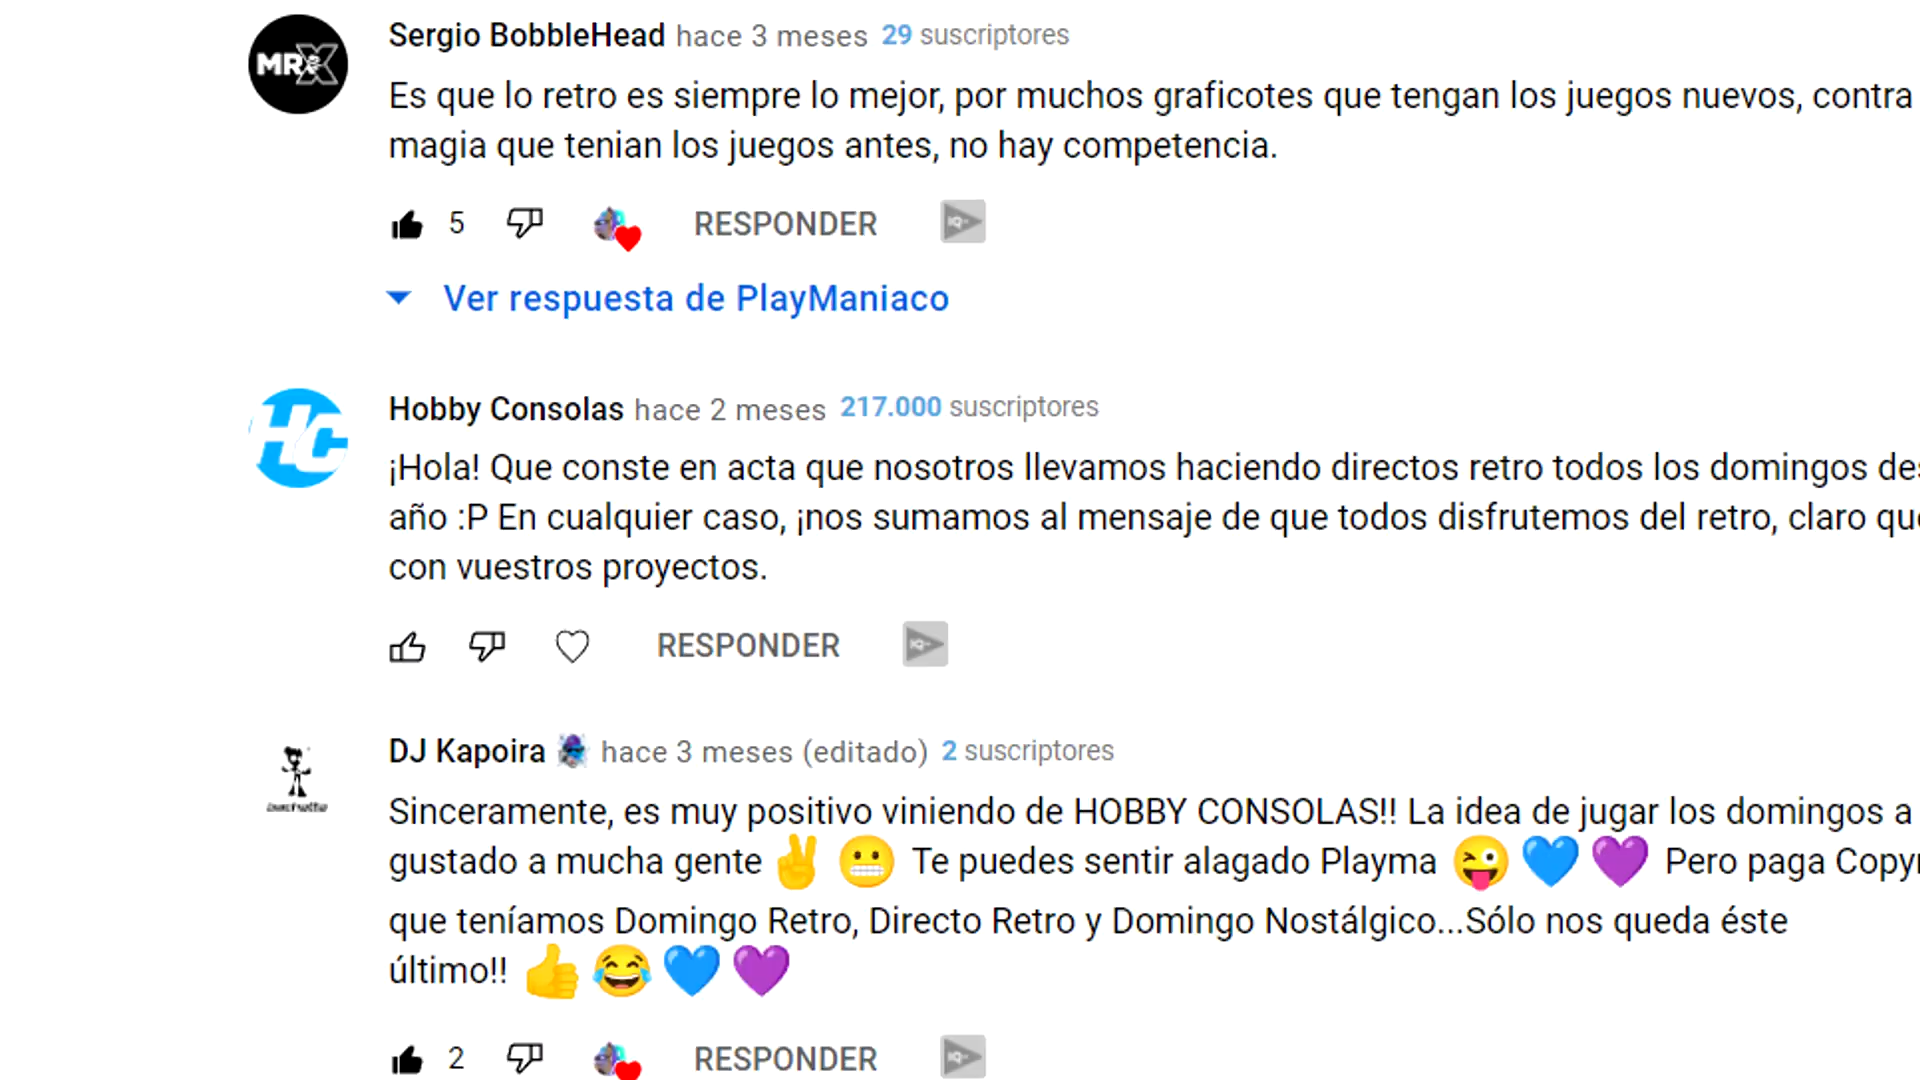 MR X
Sergio BobbleHead hace 3 meses 29 suscriptores
Es que lo retro es siempre lo mejor, por muchos graficotes que tengan los juegos nuevos, contra
magia que tenian los juegos antes, no hay competencia.
5 RESPONDER
Ver respuesta de PlayManiaco
HC
Hobby Consolas hace 2 meses 217.000 suscriptores
¡Hola! Que conste en acta que nosotros llevamos haciendo directos retro todos los domingos
año :P En cualquier caso, ¡nos sumamos al mensaje de que todos disfrutemos del retro, claro
con vuestros proyectos.
RESPONDER
DJ Kapoira hace 3 meses (editado) 2 suscriptores
Sinceramente, es muy positivo viniendo de HOBBY CONSOLAS!! La idea de jugar los domingos a
gustado a mucha gente ✌️ 😬 Te puedes sentir alagado Playma 😜 💙 💜 Pero paga
que teníamos Domingo Retro, Directo Retro y Domingo Nostálgico...Sólo nos queda éste
último!! 👍 😂 💙 💜
2 RESPONDER